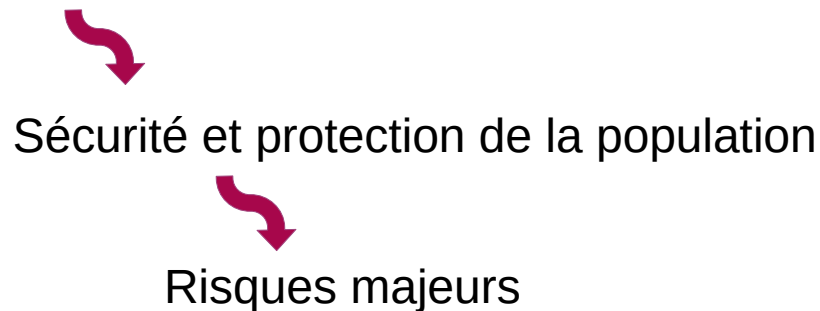 Sécurité et protection de la population
Risques majeurs